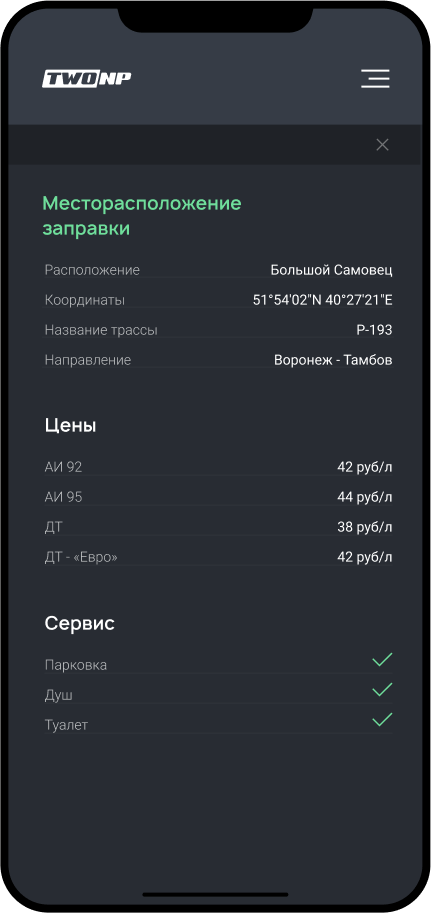 TWONP
Месторасположение
заправки
Расположение Большой Самовец
Координаты 51°54'02"N 40°27'21"E
Название трассы Р-193
Направление Воронеж - Тамбов
Цены
АИ 92 42 руб/л
АИ 95 44 руб/л
ДТ 38 руб/л
ДТ - «Евро» 42 руб/л
Сервис
Парковка
Душ
Туалет